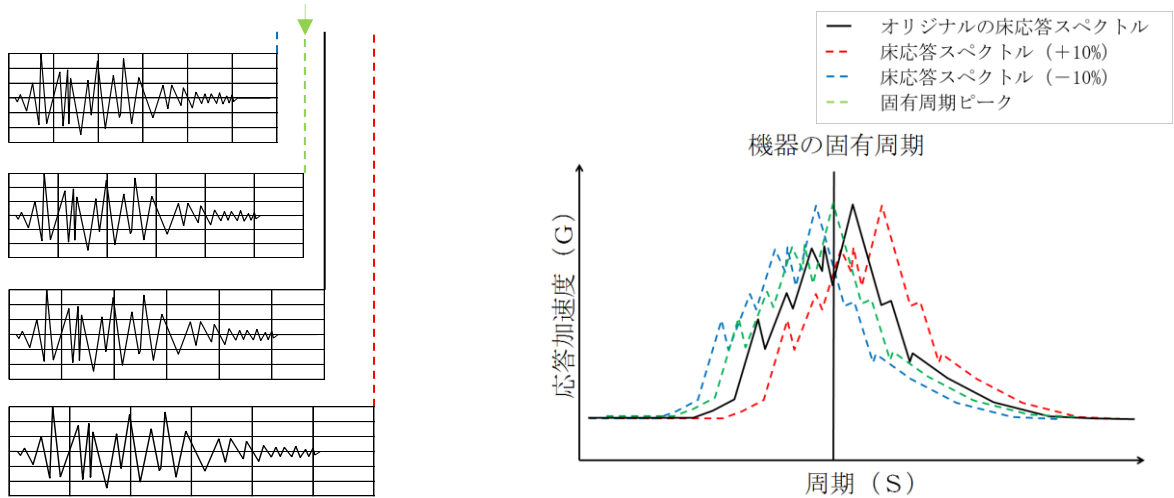 オリジナルの床応答スペクトル
床応答スペクトル（＋10%）
床応答スペクトル（－10%）
固有周期ピーク
機器の固有周期
応答加速度（Ｇ）
周期（Ｓ）